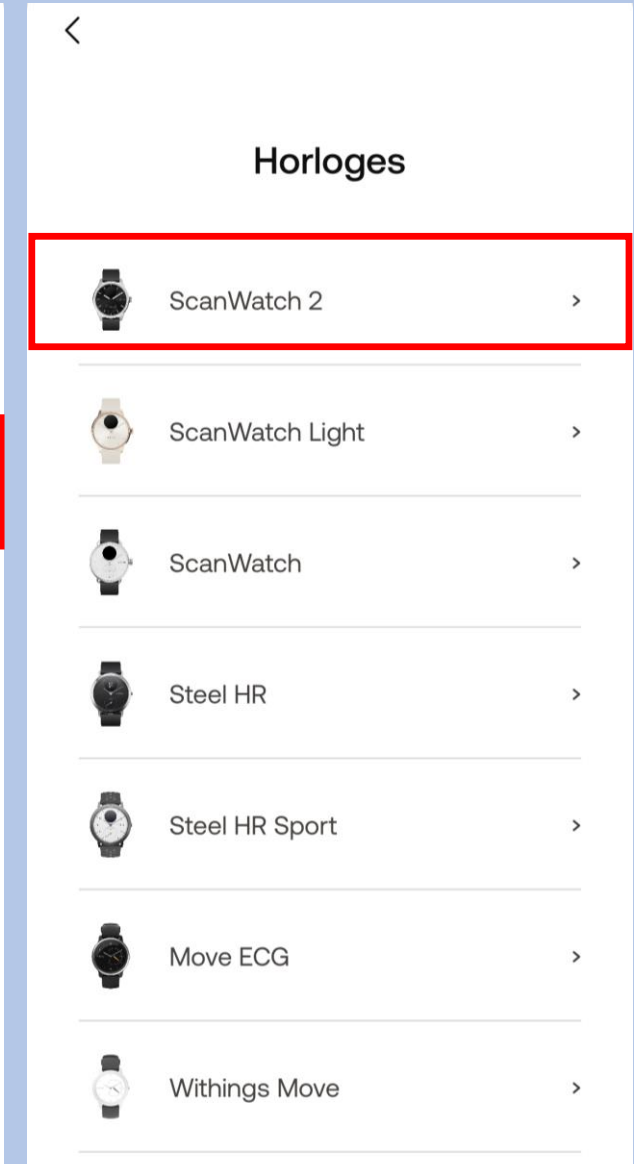 Horloges
ScanWatch 2
ScanWatch Light
ScanWatch
Steel HR
Steel HR Sport
Move ECG
Withings Move